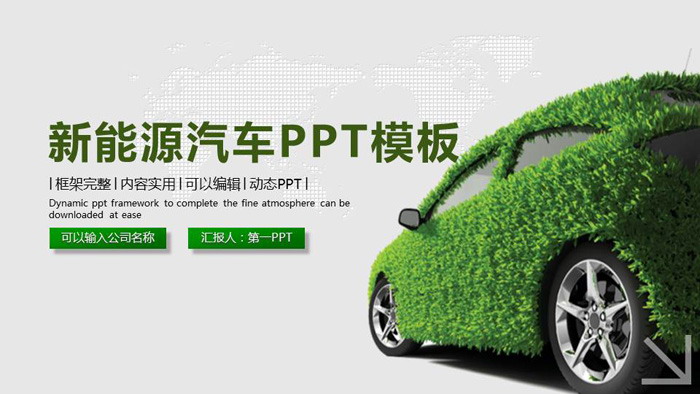 新能源汽车PPT模板
| 框架完整 | 内容实用 | 可以编辑 | 动态PPT |
Dynamic ppt framework to complete the fine atmosphere can be
downloaded at ease
可以输入公司名称
汇报人：第一PPT